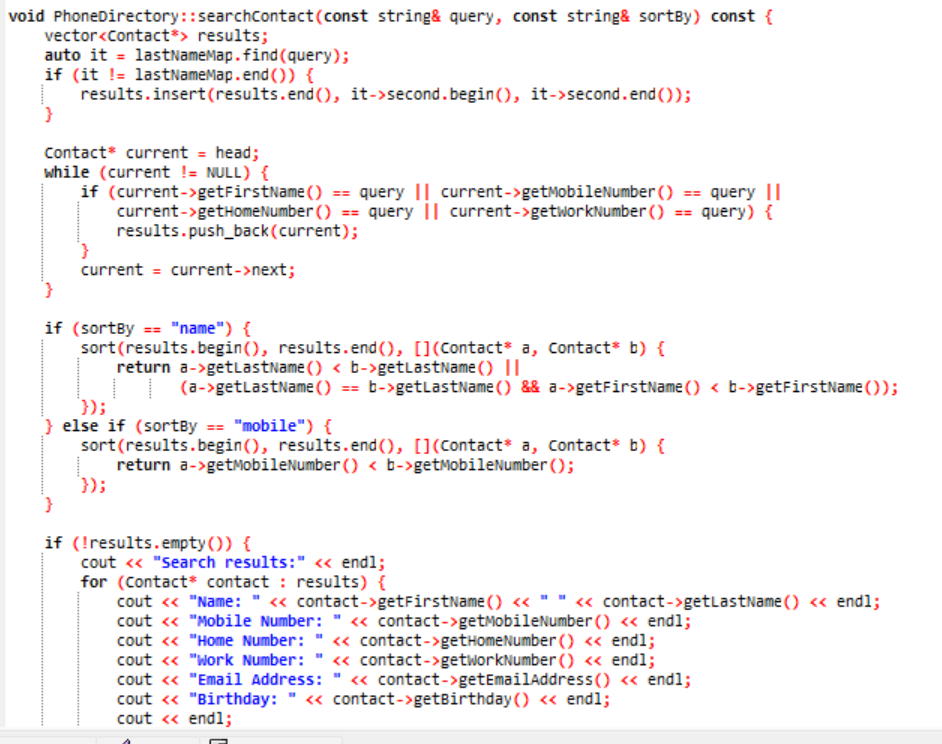 void PhoneDirectory::searchContact(const string& query, const string& sortBy) const {
    vector<Contact*> results;
    auto it = lastNameMap.find(query);
    if (it != lastNameMap.end()) {
        results.insert(results.end(), it->second.begin(), it->second.end());
    }

    Contact* current = head;
    while (current != NULL) {
        if (current->getFirstName() == query || current->getMobileNumber() == query ||
            current->getHomeNumber() == query || current->getWorkNumber() == query) {
            results.push_back(current);
        }
        current = current->next;
    }

    if (sortBy == "name") {
        sort(results.begin(), results.end(), [](Contact* a, Contact* b) {
            return a->getLastName() < b->getLastName() ||
                   (a->getLastName() == b->getLastName() && a->getFirstName() < b->getFirstName());
        });
    } else if (sortBy == "mobile") {
        sort(results.begin(), results.end(), [](Contact* a, Contact* b) {
            return a->getMobileNumber() < b->getMobileNumber();
        });
    }

    if (!results.empty()) {
        cout << "Search results:" << endl;
        for (Contact* contact : results) {
            cout << "Name: " << contact->getFirstName() << " " << contact->getLastName() << endl;
            cout << "Mobile Number: " << contact->getMobileNumber() << endl;
            cout << "Home Number: " << contact->getHomeNumber() << endl;
            cout << "Work Number: " << contact->getWorkNumber() << endl;
            cout << "Email Address: " << contact->getEmailAddress() << endl;
            cout << "Birthday: " << contact->getBirthday() << endl;
            cout << endl;